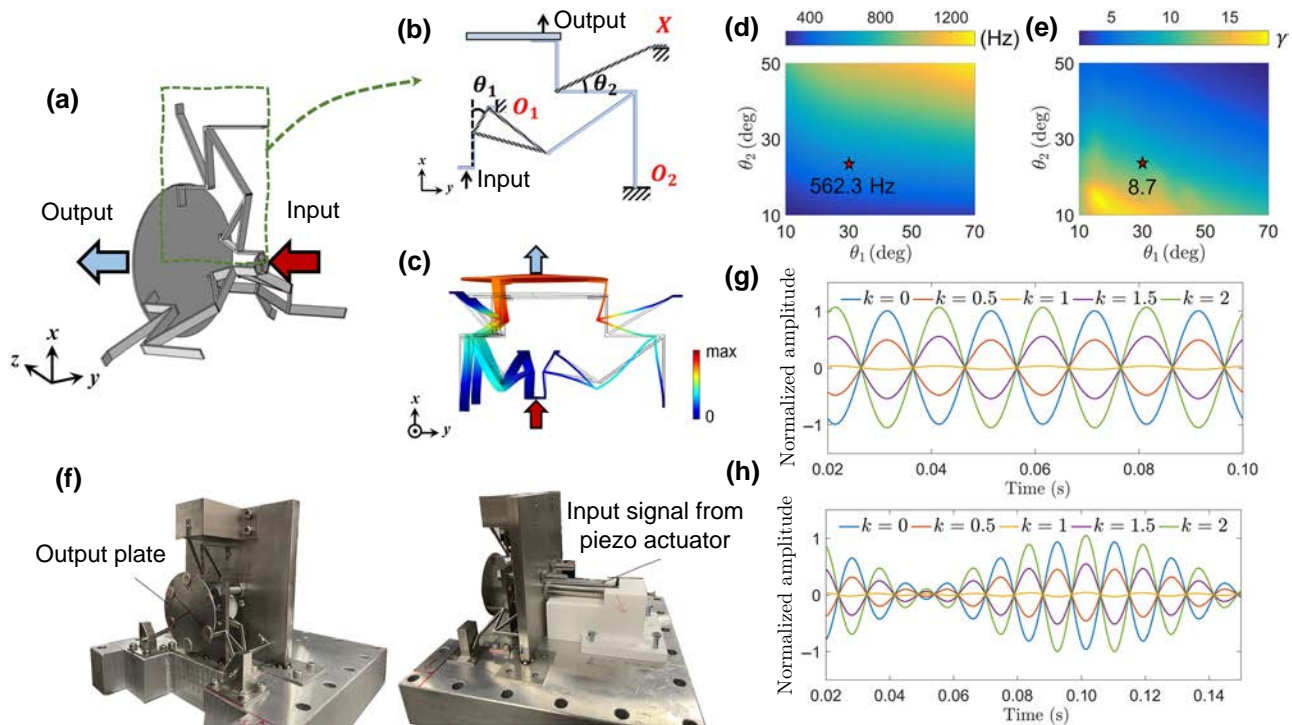 (a)
Output
Input
x
z
y
(b)
Output
X
θ1
θ2
O1
O2
x
y
Input
(c)
max
0
x
y
(d)
400 800 1200
(Hz)
50
30
10
θ2 (deg)
562.3 Hz
10 30 50 70
θ1 (deg)
(e)
5 10 15
γ
50
30
10
θ2 (deg)
8.7
10 30 50 70
θ1 (deg)
(f)
Output plate
Input signal from
piezo actuator
(g)
k = 0 k = 0.5 k = 1 k = 1.5 k = 2
Normalized amplitude
1
0
−1
0.02 0.04 0.06 0.08 0.10
Time (s)
(h)
k = 0 k = 0.5 k = 1 k = 1.5 k = 2
Normalized amplitude
1
0
−1
0.02 0.04 0.06 0.08 0.10 0.12 0.14
Time (s)